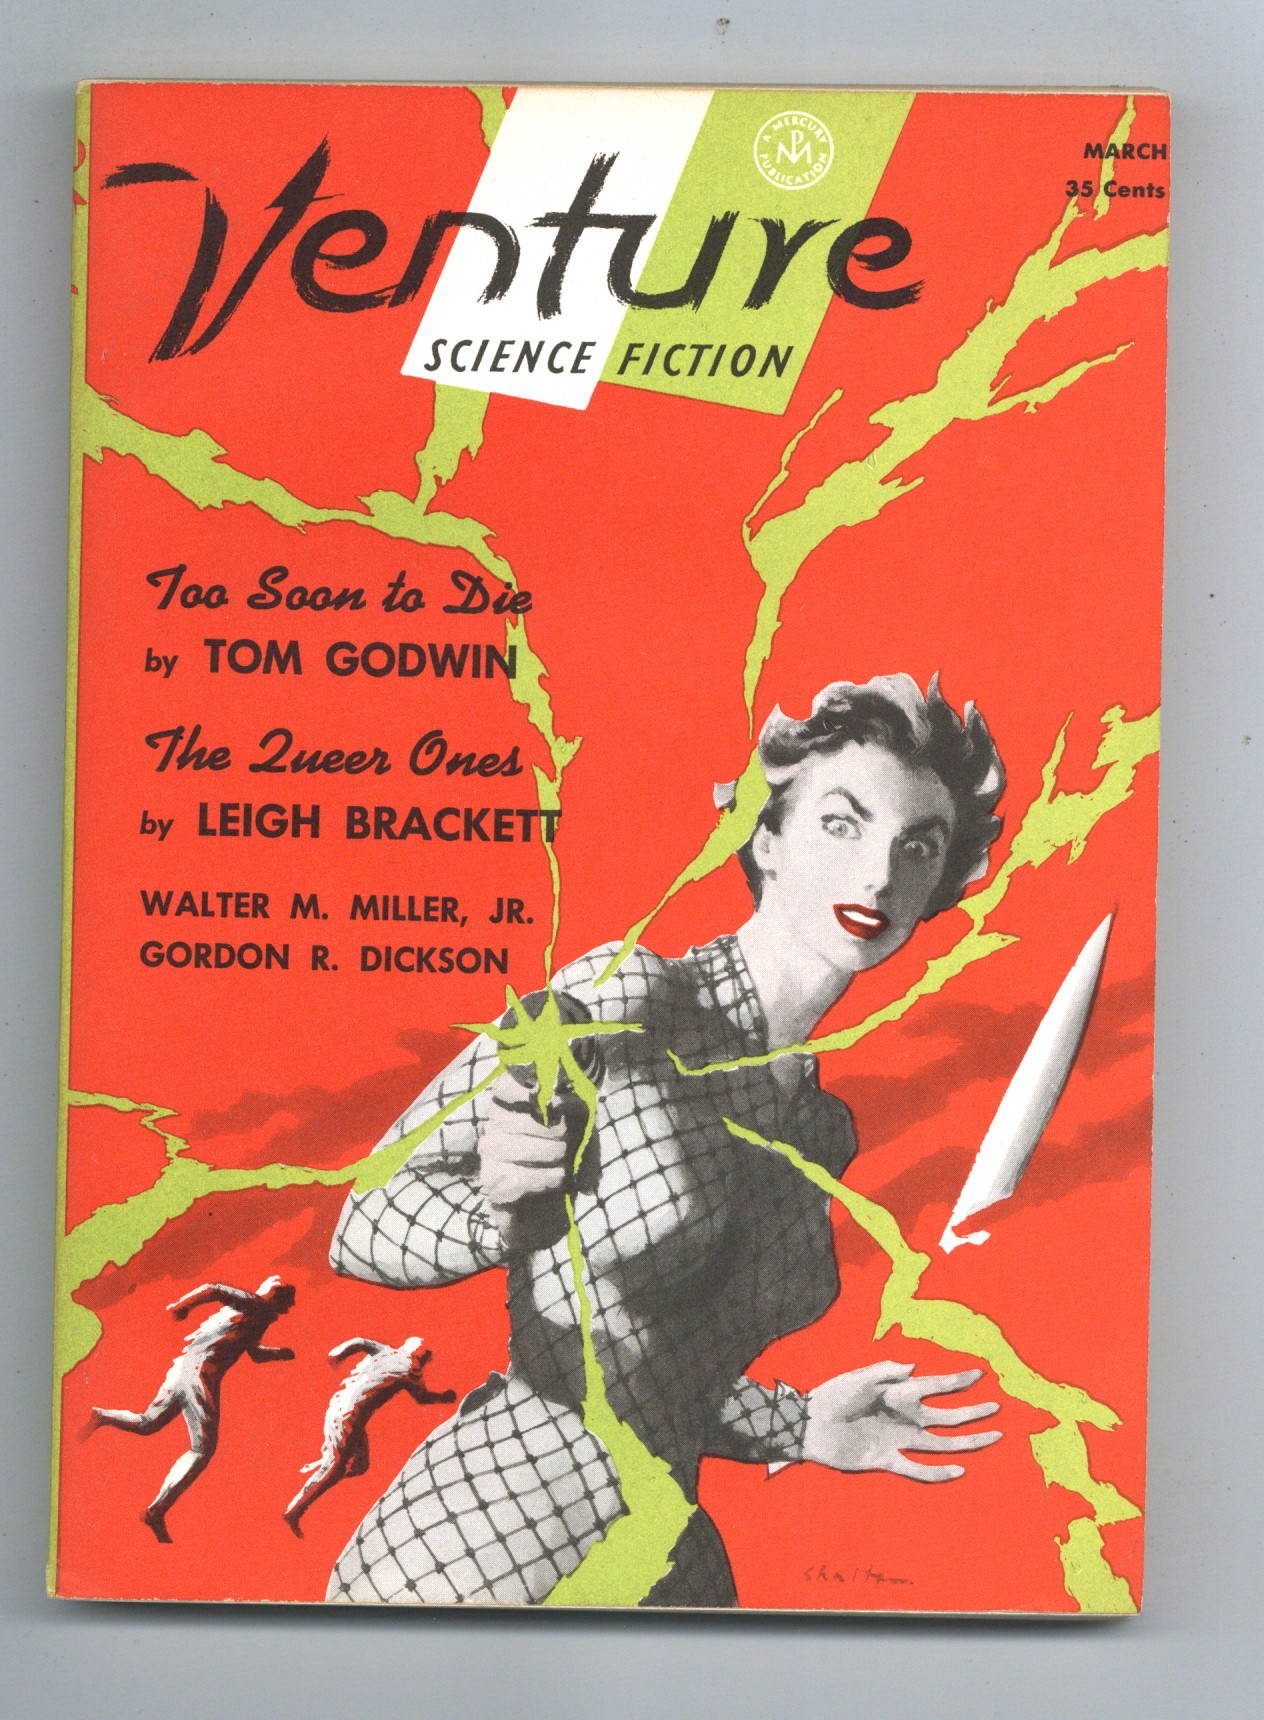 Venture
SCIENCE FICTION
A MERCURY PUBLICATION
PM
MARCH
35 Cents
Too Soon to Die
by TOM GODWIN
The Queer Ones
by LEIGH BRACKETT
WALTER M. MILLER, JR.
GORDON R. DICKSON